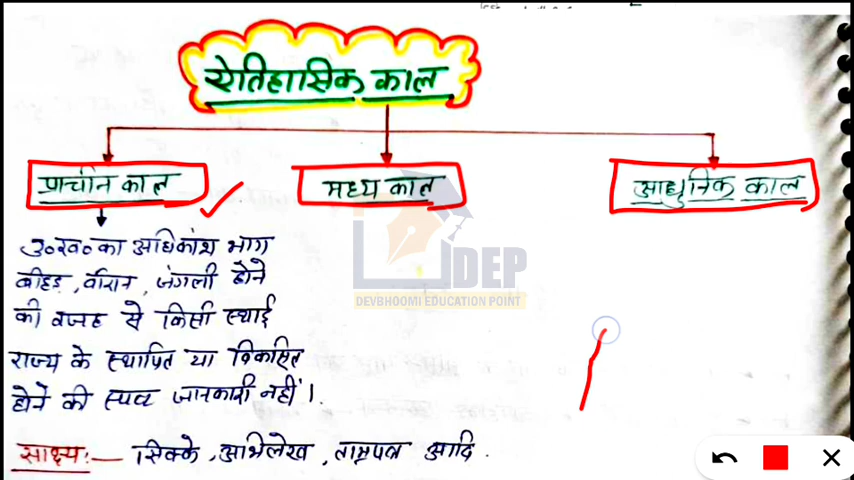 ऐतिहासिक काल
प्राचीन काल
मध्य काल
आधुनिक काल
उ०ख० का अधिकांश भाग
बीहड़, वीरान, जंगली होने
की वजह से किसी स्थाई
राज्य के स्थापित या विकसित
होने की स्पष्ट जानकारी नहीं।
साक्ष्य:— सिक्के, अभिलेख, ताम्रपत्र आदि.
DEP
DEVBHOOMI EDUCATION POINT